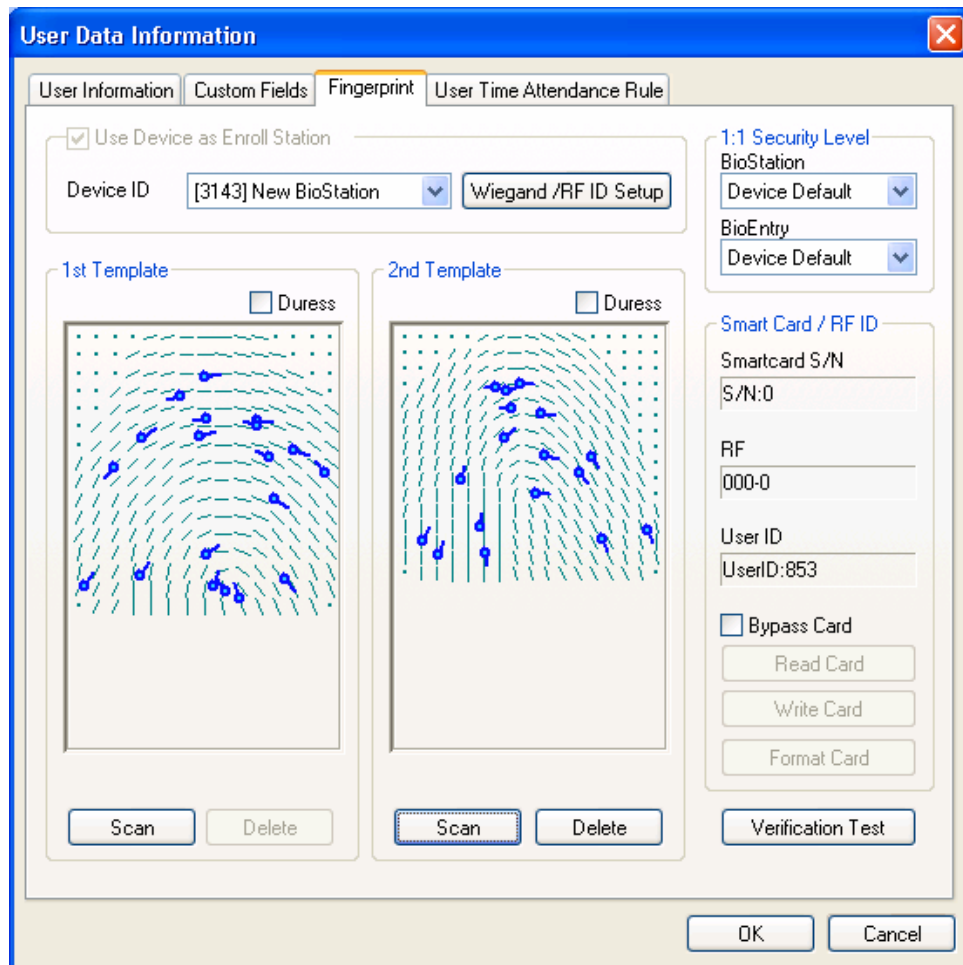 User Data Information
User Information
Custom Fields
Fingerprint
User Time Attendance Rule
Use Device as Enroll Station
Device ID
[3143] New BioStation
Wiegand /RF ID Setup
1:1 Security Level
BioStation
Device Default
BioEntry
Device Default
1st Template
Duress
2nd Template
Duress
Smart Card / RF ID
Smartcard S/N
S/N:0
RF
000-0
User ID
UserID:853
Bypass Card
Read Card
Write Card
Format Card
Scan
Delete
Scan
Delete
Verification Test
OK
Cancel